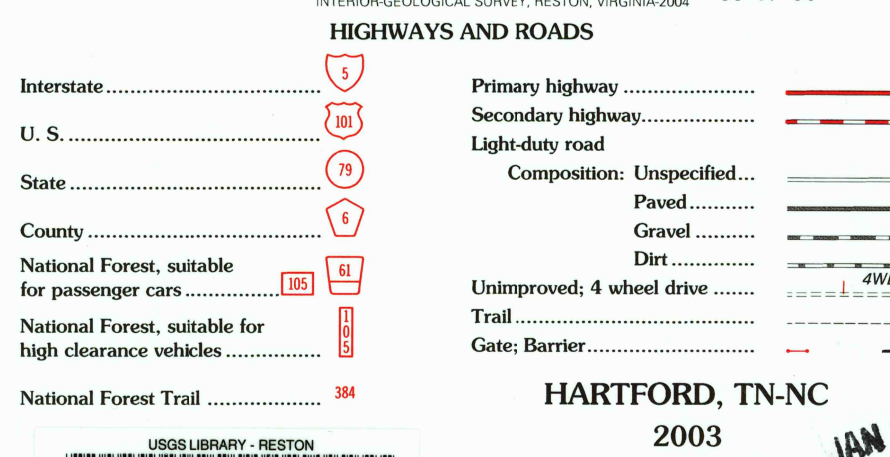 INTERIOR-GEOLOGICAL SURVEY, RESTON, VIRGINIA-2004
HIGHWAYS AND ROADS
Interstate ................................... 5
U. S. .......................................... 101
State .......................................... 79
County ....................................... 6
National Forest, suitable
for passenger cars ................ 105 61
National Forest, suitable for
high clearance vehicles ................ 105
National Forest Trail ................... 384
Primary highway ......................
Secondary highway...................
Light-duty road
Composition: Unspecified...
Paved...........
Gravel ..........
Dirt ..............
Unimproved; 4 wheel drive ....... 4W
Trail........................................
Gate; Barrier............................
HARTFORD, TN-NC
2003
JAN
USGS LIBRARY - RESTON